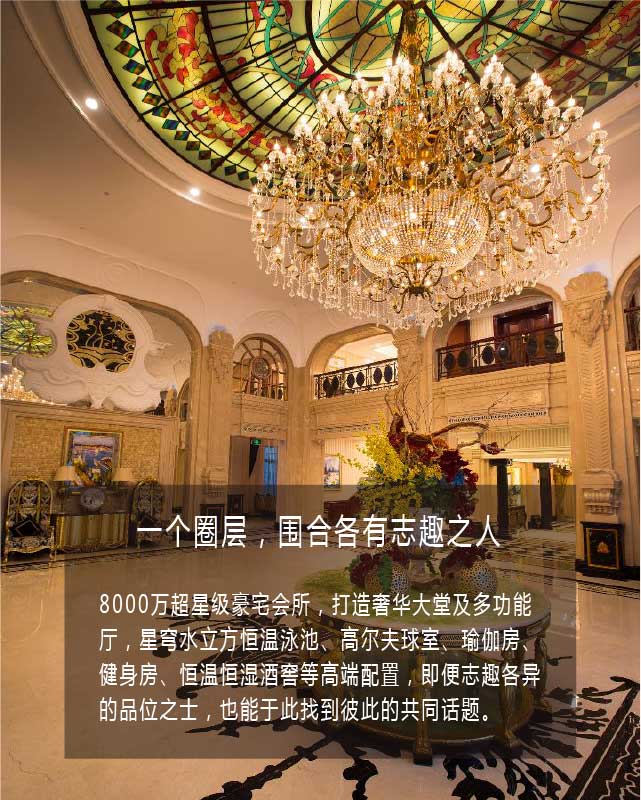 一个圈层，围合各有志趣之人
8000万超星级豪宅会所，打造奢华大堂及多功能
厅，星穹水立方恒温泳池、高尔夫球室、瑜伽房、
健身房、恒温恒湿酒窖等高端配置，即便志趣各异
的品位之士，也能于此找到彼此的共同话题。